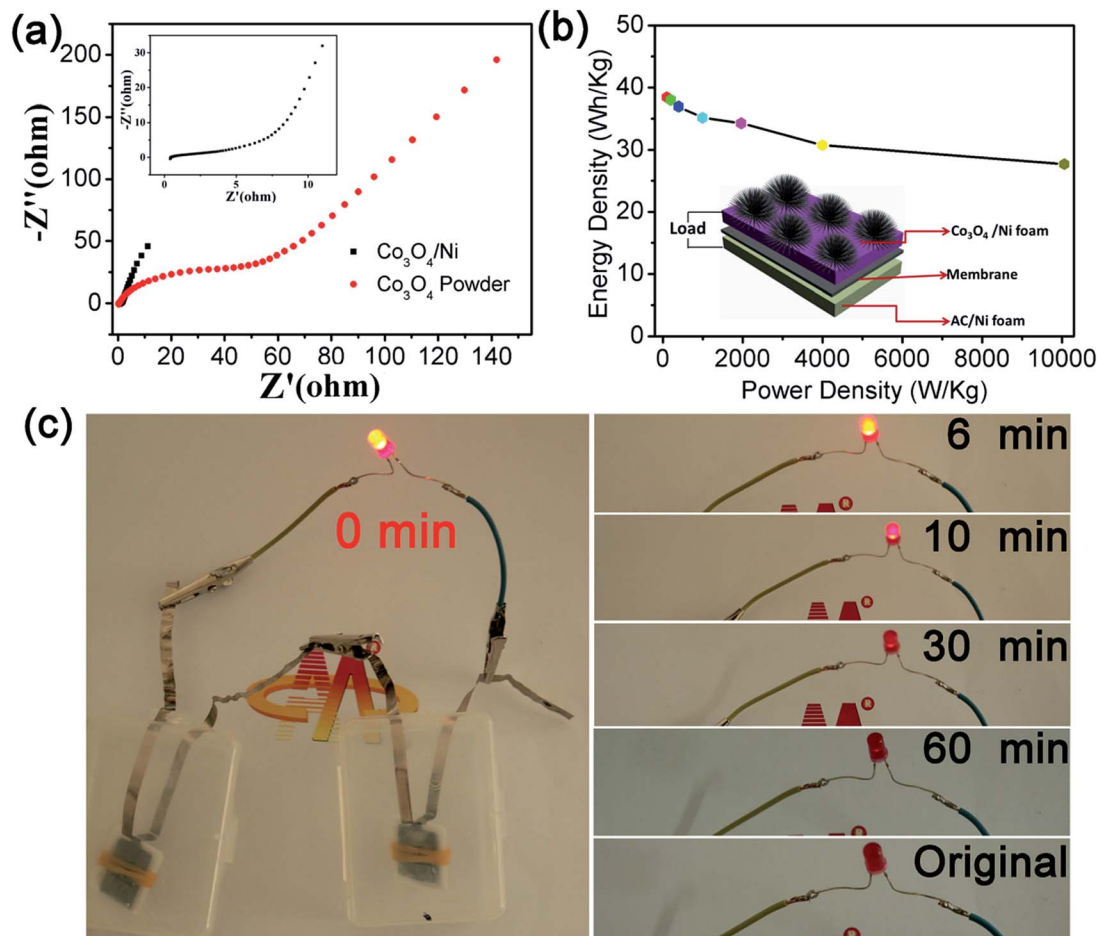 (a)
200
150
100
50
0
-Z''(ohm)
0 20 40 60 80 100 120 140
Z'(ohm)
30
20
10
0
-Z''(ohm)
0 5 10
Z'(ohm)
Co₃O₄/Ni
Co₃O₄ Powder
(b)
50
40
30
20
10
0
Energy Density (Wh/Kg)
0 2000 4000 6000 8000 10000
Power Density (W/Kg)
Load
Co₃O₄ /Ni foam
Membrane
AC/Ni foam
(c)
0 min
6 min
®
10 min
®
30 min
®
60 min
Original
®